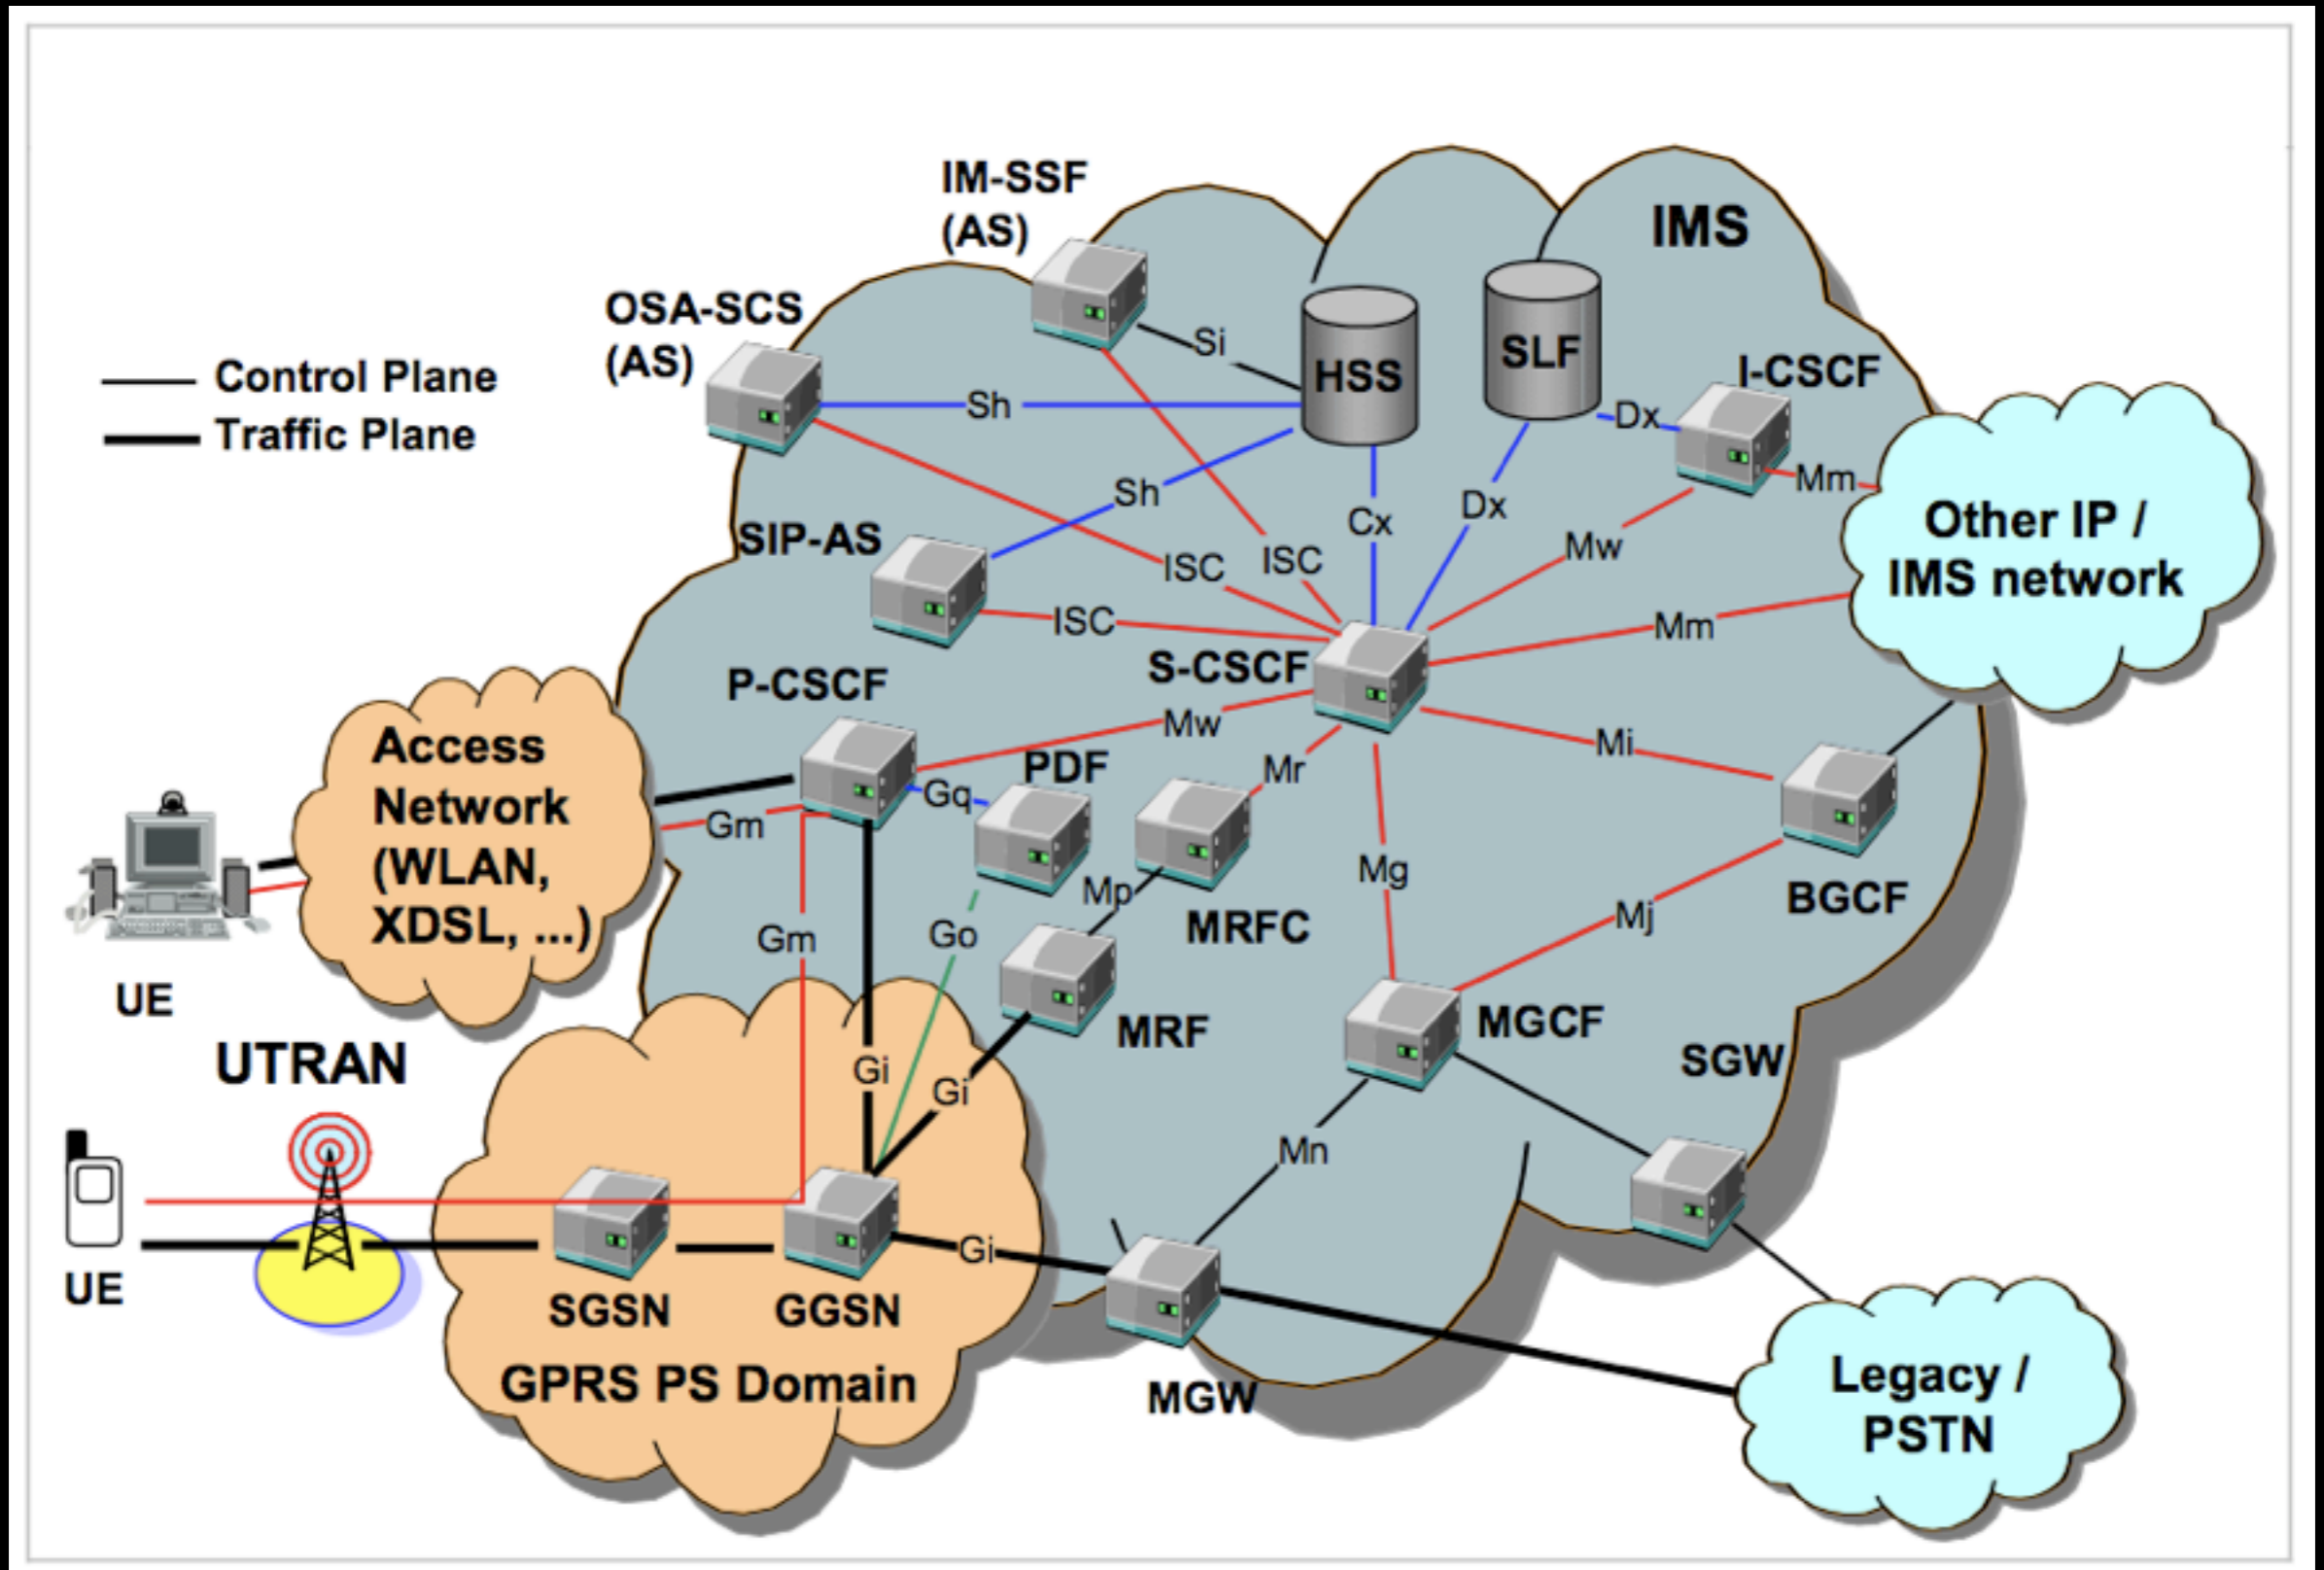 IM-SSF
(AS)
IMS
OSA-SCS
(AS)
Control Plane
Traffic Plane
Si
HSS
SLF
I-CSCF
Sh
Dx
Mm
Sh
Cx
Dx
Other IP /
IMS network
SIP-AS
ISC
ISC
Mw
ISC
Mm
S-CSCF
P-CSCF
Mw
Mi
Access
Network
(WLAN,
XDSL, ...)
PDF
Mr
Gq
Gm
Mg
Mp
BGCF
Gm
Go
MRFC
Mj
UE
MRF
MGCF
UTRAN
SGW
Gi
Gi
Mn
Gi
UE
SGSN
GGSN
GPRS PS Domain
MGW
Legacy /
PSTN